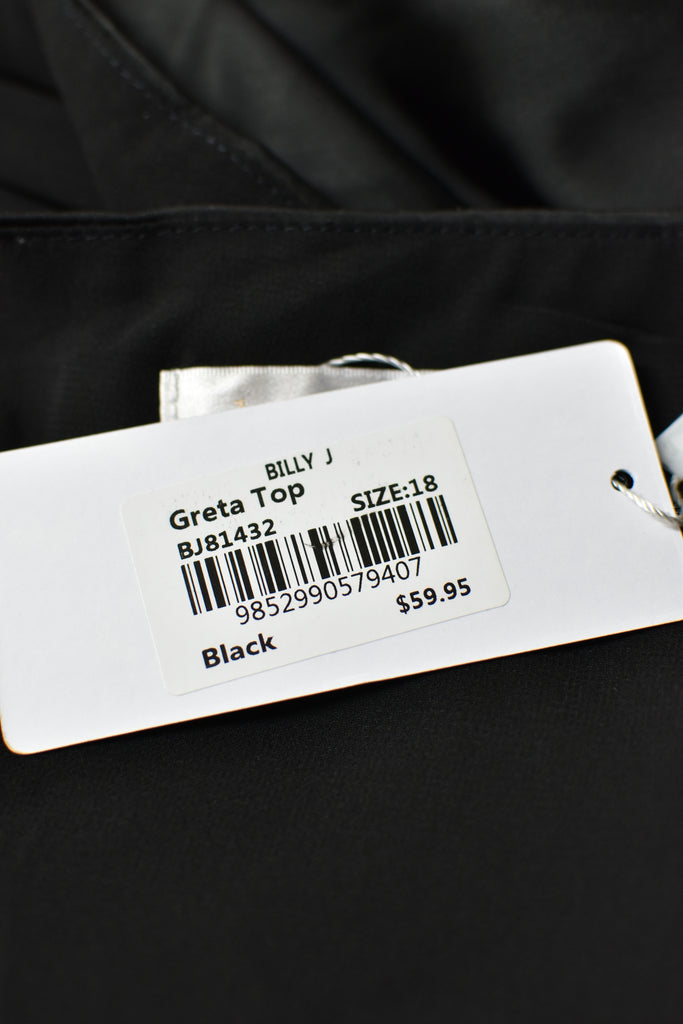 BILLY J
Greta Top
SIZE:18
BJ81432
9852990579407
$59.95
Black